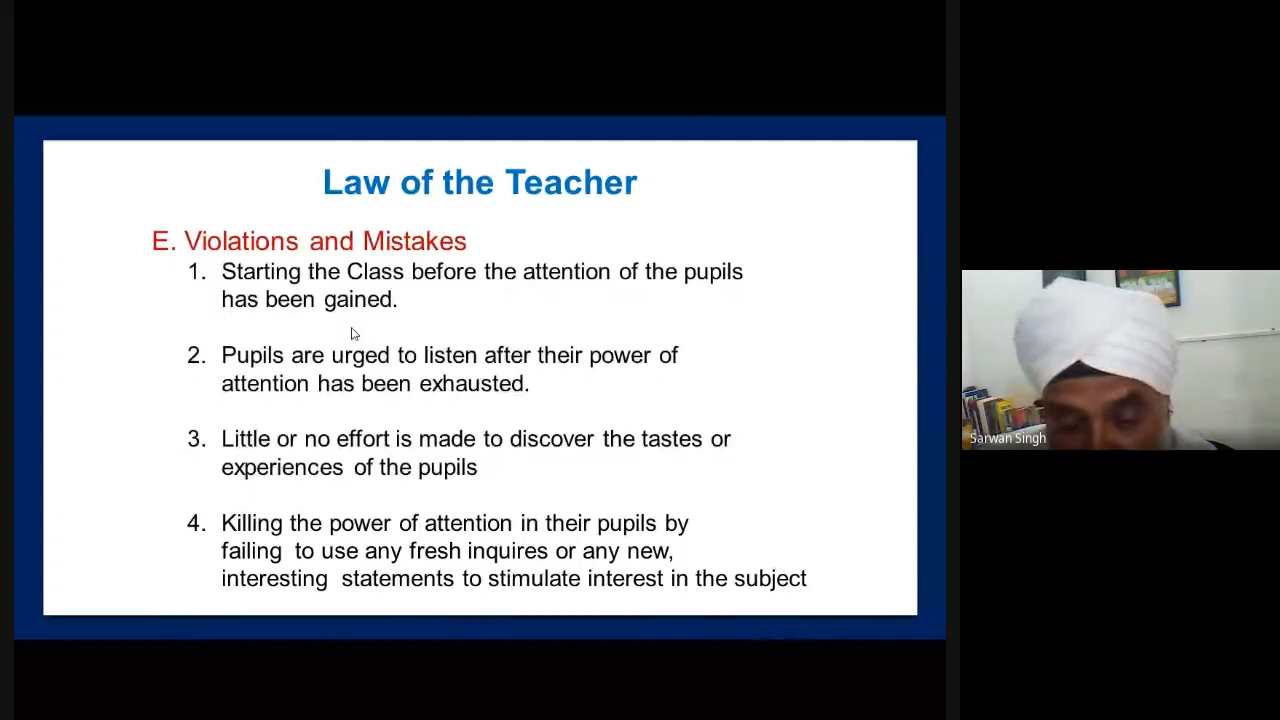 Law of the Teacher
E. Violations and Mistakes
1. Starting the Class before the attention of the pupils
has been gained.
2. Pupils are urged to listen after their power of
attention has been exhausted.
3. Little or no effort is made to discover the tastes or
experiences of the pupils
4. Killing the power of attention in their pupils by
failing to use any fresh inquires or any new,
interesting statements to stimulate interest in the subject
Sarwan Singh